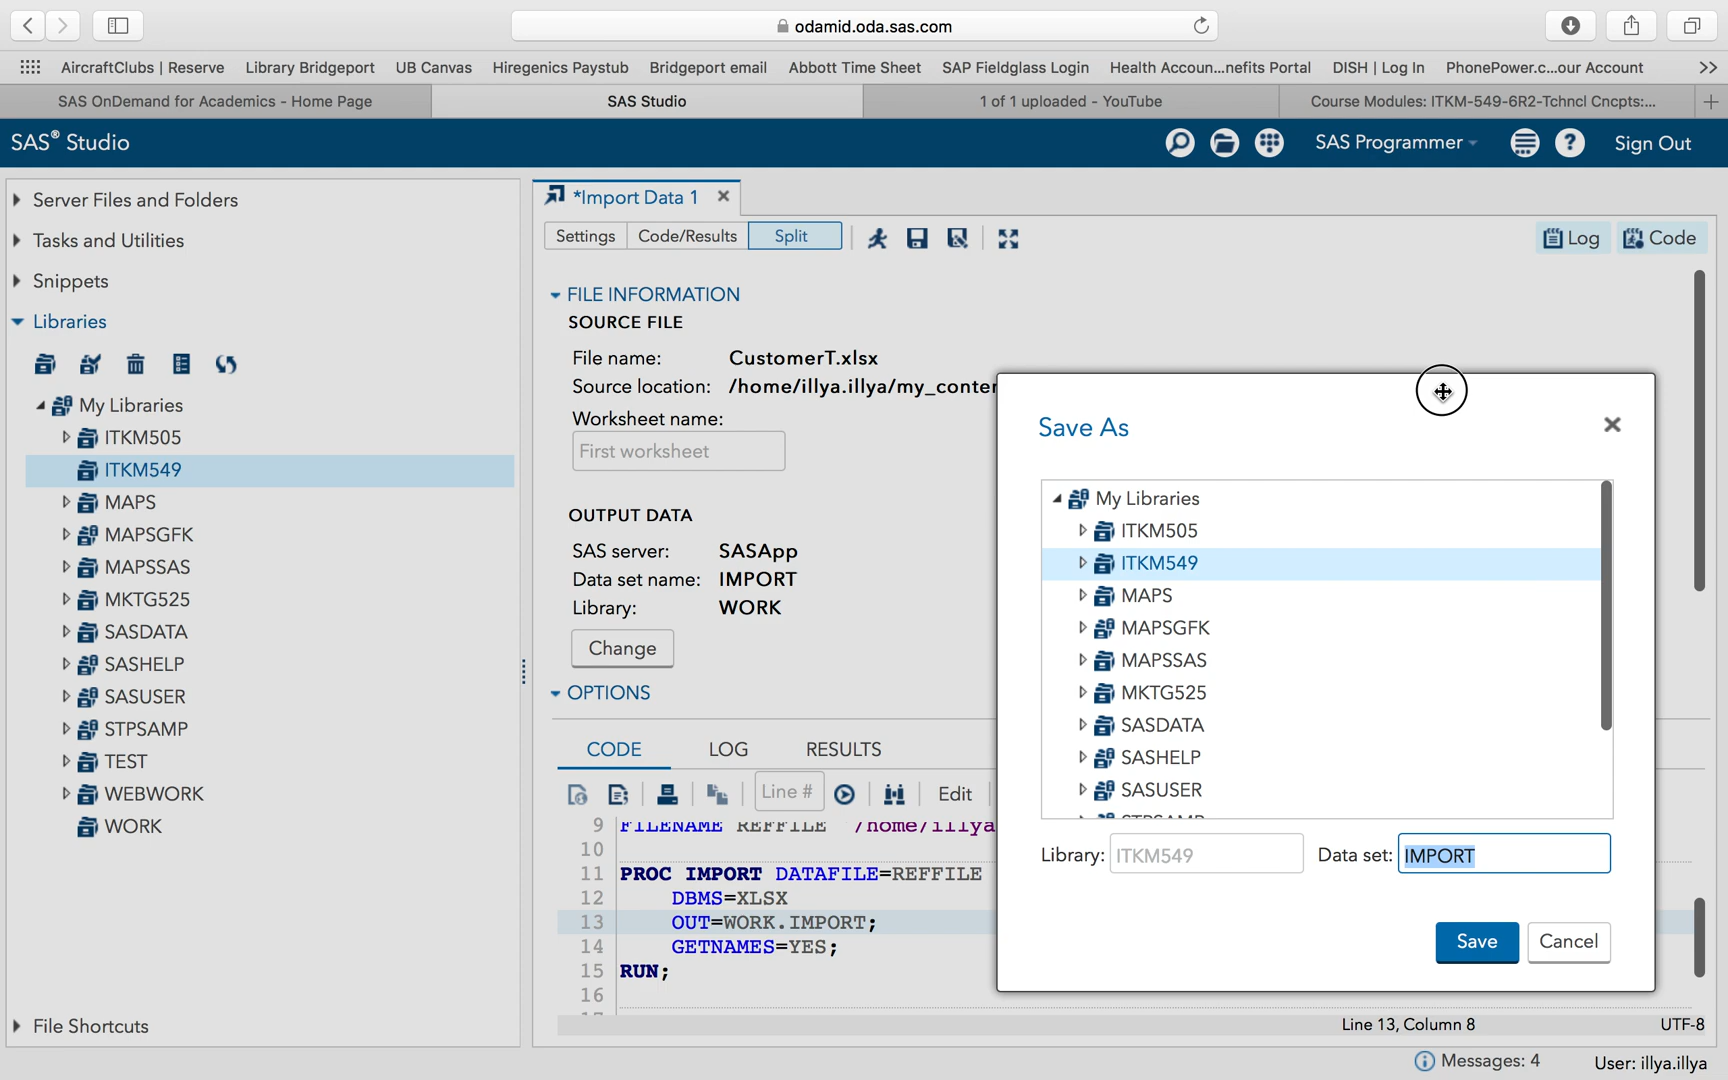 odamid.oda.sas.com
AircraftClubs | Reserve Library Bridgeport UB Canvas Hiregenics Paystub Bridgeport email Abbott Time Sheet SAP Fieldglass Login Health Accoun...nefits Portal DISH | Log In PhonePower.c...our Account >>
SAS OnDemand for Academics - Home Page SAS Studio 1 of 1 uploaded - YouTube Course Modules: ITKM-549-6R2-Tchncl Cncpts:...
SAS® Studio SAS Programmer Sign Out
Server Files and Folders
Tasks and Utilities
Snippets
Libraries
My Libraries
ITKM505
ITKM549
MAPS
MAPSGFK
MAPSSAS
MKTG525
SASDATA
SASHELP
SASUSER
STPSAMP
TEST
WEBWORK
WORK
File Shortcuts
*Import Data 1
Settings Code/Results Split Log Code
FILE INFORMATION
SOURCE FILE
File name: CustomerT.xlsx
Source location: /home/illya.illya/my_conter
Worksheet name:
First worksheet
OUTPUT DATA
SAS server: SASApp
Data set name: IMPORT
Library: WORK
Change
OPTIONS
CODE LOG RESULTS
Line # Edit
9 FILENAME REFFILE '/home/illya
10
11 PROC IMPORT DATAFILE=REFFILE
12 DBMS=XLSX
13 OUT=WORK.IMPORT;
14 GETNAMES=YES;
15 RUN;
16
Line 13, Column 8 UTF-8
Messages: 4 User: illya.illya
Save As
My Libraries
ITKM505
ITKM549
MAPS
MAPSGFK
MAPSSAS
MKTG525
SASDATA
SASHELP
SASUSER
STPSAMP
Library: ITKM549 Data set: IMPORT
Save Cancel